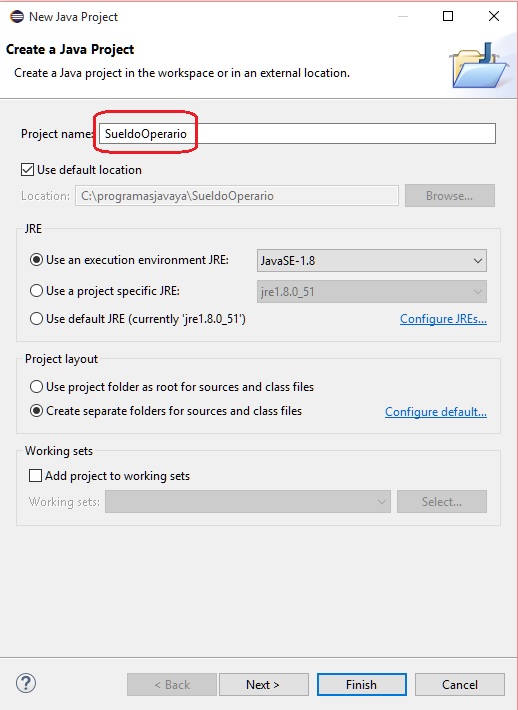 New Java Project
Create a Java Project
Create a Java project in the workspace or in an external location.
Project name: SueldoOperario
Use default location
Location: C:\programasjavaya\SueldoOperario Browse...
JRE
Use an execution environment JRE: JavaSE-1.8
Use a project specific JRE: jre1.8.0_51
Use default JRE (currently 'jre1.8.0_51') Configure JREs...
Project layout
Use project folder as root for sources and class files
Create separate folders for sources and class files Configure default...
Working sets
Add project to working sets
Working sets: Select...
? < Back Next > Finish Cancel